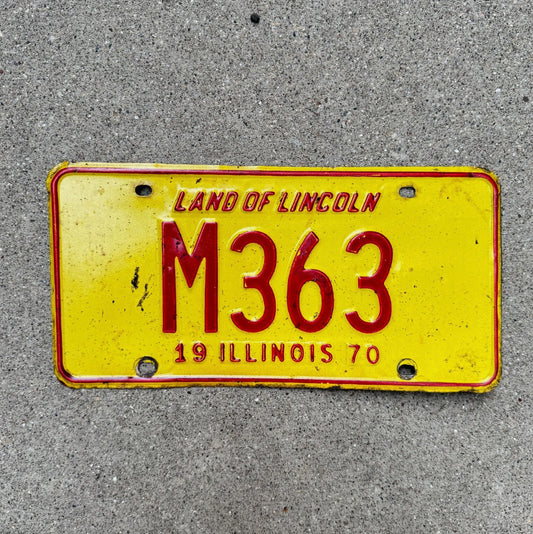 LAND OF LINCOLN
M363
19 ILLINOIS 70